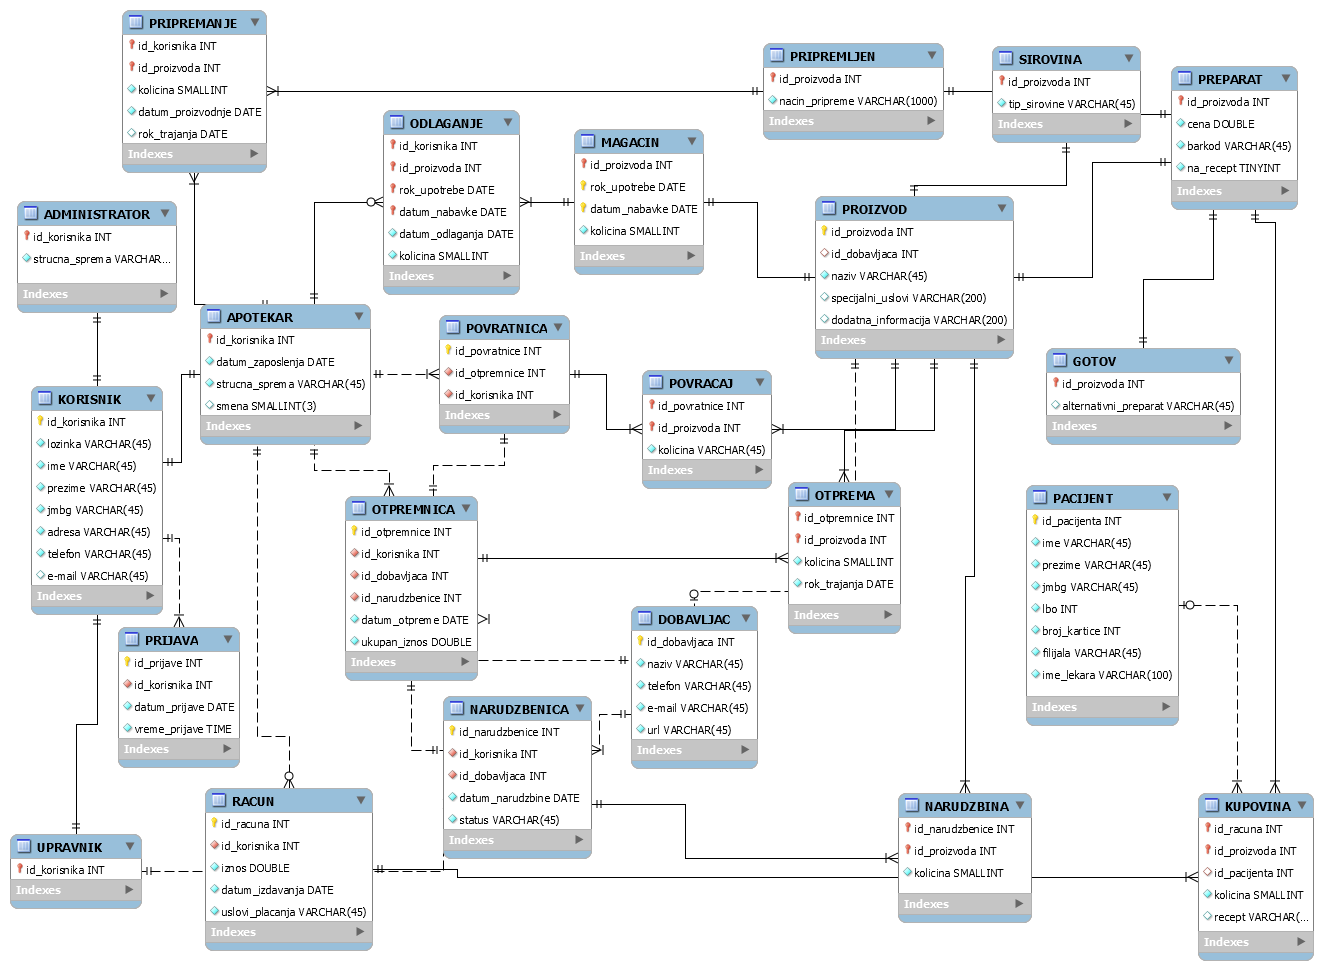 PRIPREMANJE
id_korisnika INT
id_proizvoda INT
kolicina SMALLINT
datum_proizvodnje DATE
rok_trajanja DATE
Indexes
PRIPREMLJEN
id_proizvoda INT
nacin_pripreme VARCHAR(1000)
Indexes
SIROVINA
id_proizvoda INT
tip_sirovine VARCHAR(45)
Indexes
PREPARAT
id_proizvoda INT
cena DOUBLE
barkod VARCHAR(45)
na_recept TINYINT
Indexes
ODLAGANJE
id_korisnika INT
id_proizvoda INT
rok_upotrebe DATE
datum_nabavke DATE
datum_odlaganja DATE
kolicina SMALLINT
Indexes
MAGACIN
id_proizvoda INT
rok_upotrebe DATE
datum_nabavke DATE
kolicina SMALLINT
Indexes
ADMINISTRATOR
id_korisnika INT
strucna_sprema VARCHAR...
Indexes
PROIZVOD
id_proizvoda INT
id_dobavljaca INT
naziv VARCHAR(45)
specijalni_uslovi VARCHAR(200)
dodatna_informacija VARCHAR(200)
Indexes
APOTEKAR
id_korisnika INT
datum_zaposlenja DATE
strucna_sprema VARCHAR(45)
smena SMALLINT(3)
Indexes
POVRATNICA
id_povratnice INT
id_otpremnice INT
id_korisnika INT
Indexes
GOTOV
id_proizvoda INT
alternativni_preparat VARCHAR(45)
Indexes
POVRACAJ
id_povratnice INT
id_proizvoda INT
kolicina VARCHAR(45)
Indexes
KORISNIK
id_korisnika INT
lozinka VARCHAR(45)
ime VARCHAR(45)
prezime VARCHAR(45)
jmbg VARCHAR(45)
adresa VARCHAR(45)
telefon VARCHAR(45)
e-mail VARCHAR(45)
Indexes
OTPREMNICA
id_otpremnice INT
id_korisnika INT
id_dobavljaca INT
id_narudzbenice INT
datum_otpreme DATE
ukupan_iznos DOUBLE
Indexes
OTPREMA
id_otpremnice INT
id_proizvoda INT
kolicina SMALLINT
rok_trajanja DATE
Indexes
PACIJENT
id_pacijenta INT
ime VARCHAR(45)
prezime VARCHAR(45)
jmbg VARCHAR(45)
lbo INT
broj_kartice INT
filijala VARCHAR(45)
ime_lekara VARCHAR(100)
Indexes
PRIJAVA
id_prijave INT
id_korisnika INT
datum_prijave DATE
vreme_prijave TIME
Indexes
DOBAVLJAC
id_dobavljaca INT
naziv VARCHAR(45)
telefon VARCHAR(45)
e-mail VARCHAR(45)
url VARCHAR(45)
Indexes
NARUDZBENICA
id_narudzbenice INT
id_korisnika INT
id_dobavljaca INT
datum_narudzbine DATE
status VARCHAR(45)
Indexes
RACUN
id_racuna INT
id_korisnika INT
iznos DOUBLE
datum_izdavanja DATE
uslovi_placanja VARCHAR(45)
Indexes
NARUDZBINA
id_narudzbenice INT
id_proizvoda INT
kolicina SMALLINT
Indexes
KUPOVINA
id_racuna INT
id_proizvoda INT
id_pacijenta INT
kolicina SMALLINT
recept VARCHAR(...
Indexes
UPRAVNIK
id_korisnika INT
Indexes